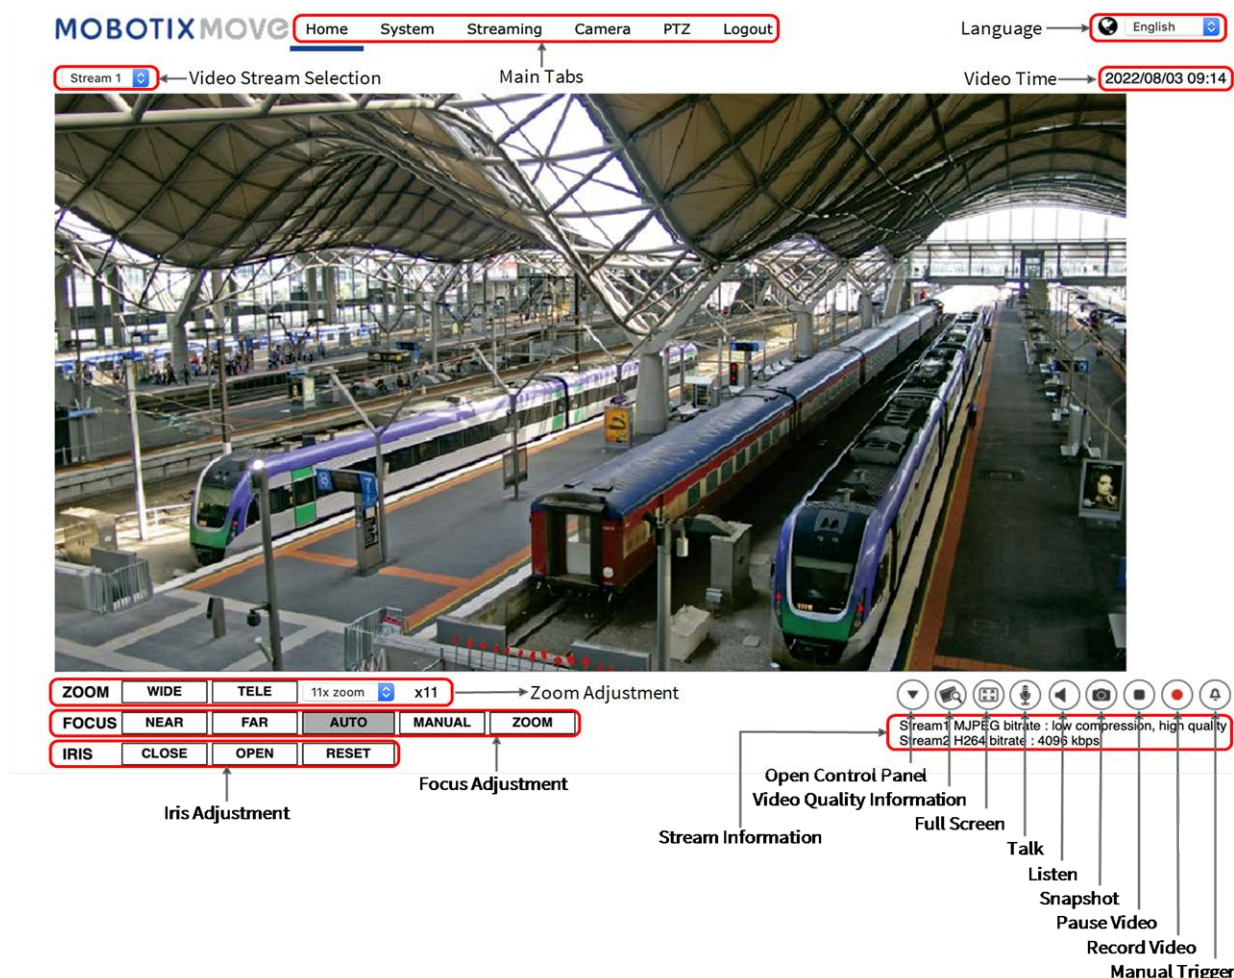 MOBOTIX MOVE
Home System Streaming Camera PTZ Logout
Language
English
Stream 1
Video Stream Selection
Main Tabs
Video Time
2022/08/03 09:14
7
1116
ZOOM WIDE TELE 11x zoom x11
Zoom Adjustment
FOCUS NEAR FAR AUTO MANUAL ZOOM
IRIS CLOSE OPEN RESET
Stream1 MJPEG bitrate : low compression, high quality
Stream2 H264 bitrate : 4096 kbps
Focus Adjustment
Iris Adjustment
Open Control Panel
Video Quality Information
Full Screen
Stream Information
Talk
Listen
Snapshot
Pause Video
Record Video
Manual Trigger